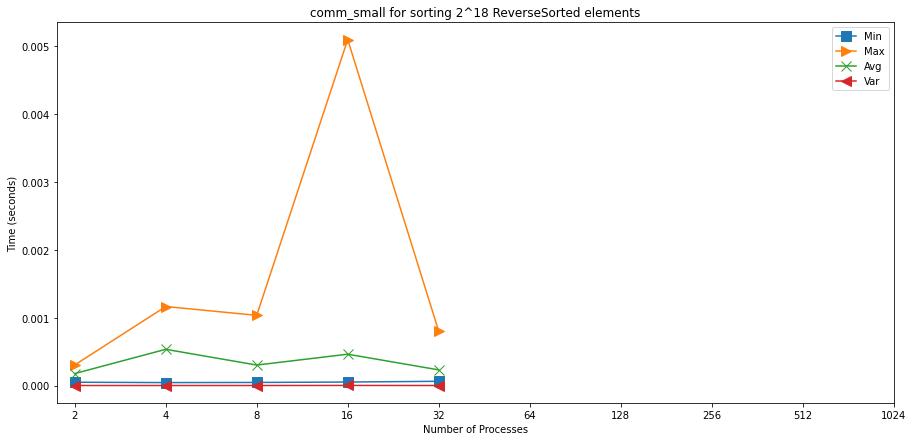 comm_small for sorting 2^18 ReverseSorted elements
Min
Max
Avg
Var
Time (seconds)
0.005
0.004
0.003
0.002
0.001
0.000
2 4 8 16 32 64 128 256 512 1024
Number of Processes